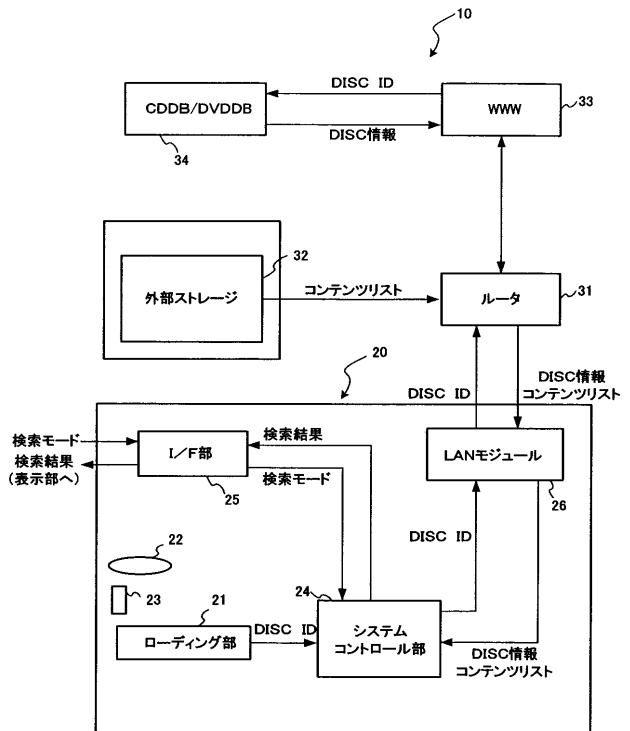 10
DISC ID
CDDB/DVDDB
WWW
33
DISC情報
34
32
外部ストレージ
コンテンツリスト
ルータ
31
20
DISC ID
DISC情報
コンテンツリスト
検索モード
検索結果
(表示部へ)
I/F部
25
検索結果
検索モード
LANモジュール
26
DISC ID
22
23
21
24
ローディング部
DISC ID
システム
コントロール部
DISC情報
コンテンツリスト